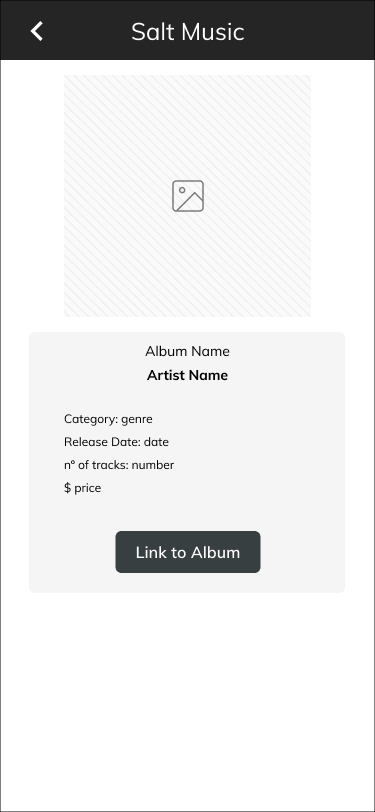 Salt Music
Album Name
Artist Name
Category: genre
Release Date: date
nº of tracks: number
$ price
Link to Album